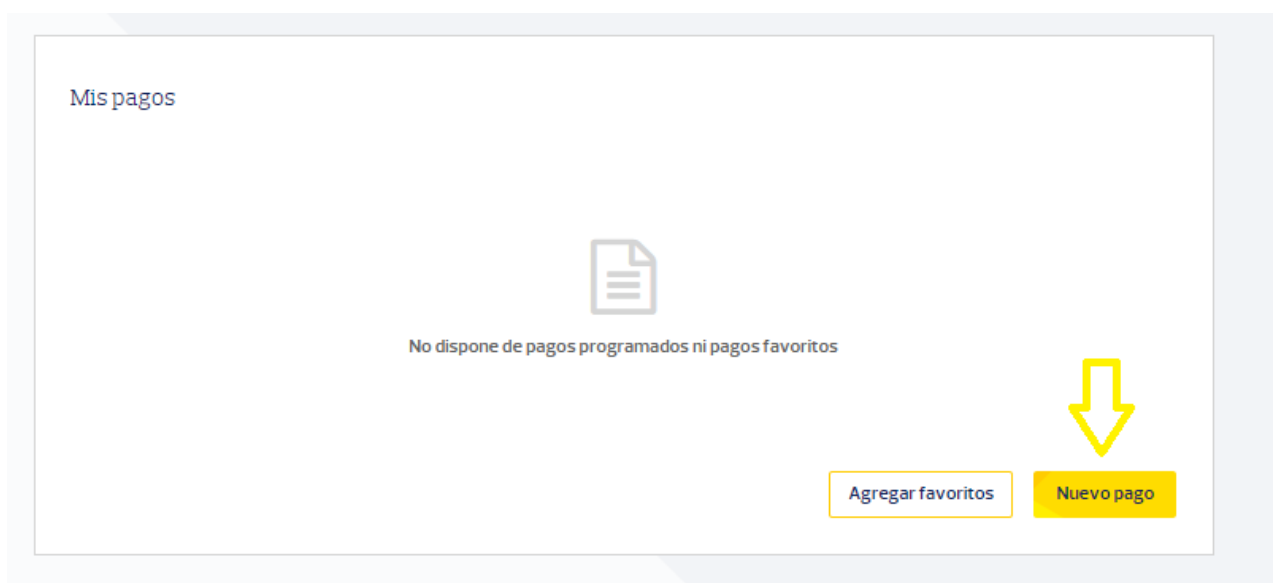 Mis pagos
No dispone de pagos programados ni pagos favoritos
Agregar favoritos
Nuevo pago